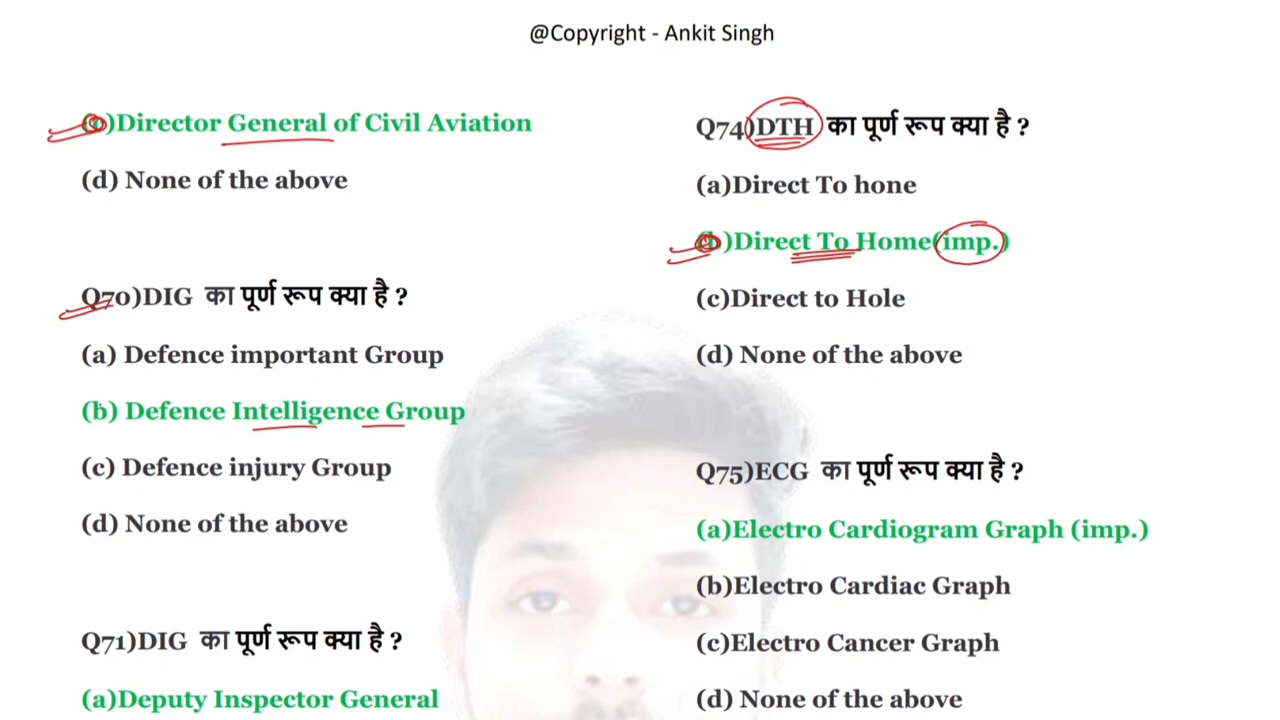 @Copyright - Ankit Singh
(c)Director General of Civil Aviation
(d) None of the above
Q70)DIG का पूर्ण रूप क्या है ?
(a) Defence important Group
(b) Defence Intelligence Group
(c) Defence injury Group
(d) None of the above
Q71)DIG का पूर्ण रूप क्या है ?
(a)Deputy Inspector General
Q74)DTH का पूर्ण रूप क्या है ?
(a)Direct To hone
(b)Direct To Home(imp.)
(c)Direct to Hole
(d) None of the above
Q75)ECG का पूर्ण रूप क्या है ?
(a)Electro Cardiogram Graph (imp.)
(b)Electro Cardiac Graph
(c)Electro Cancer Graph
(d) None of the above